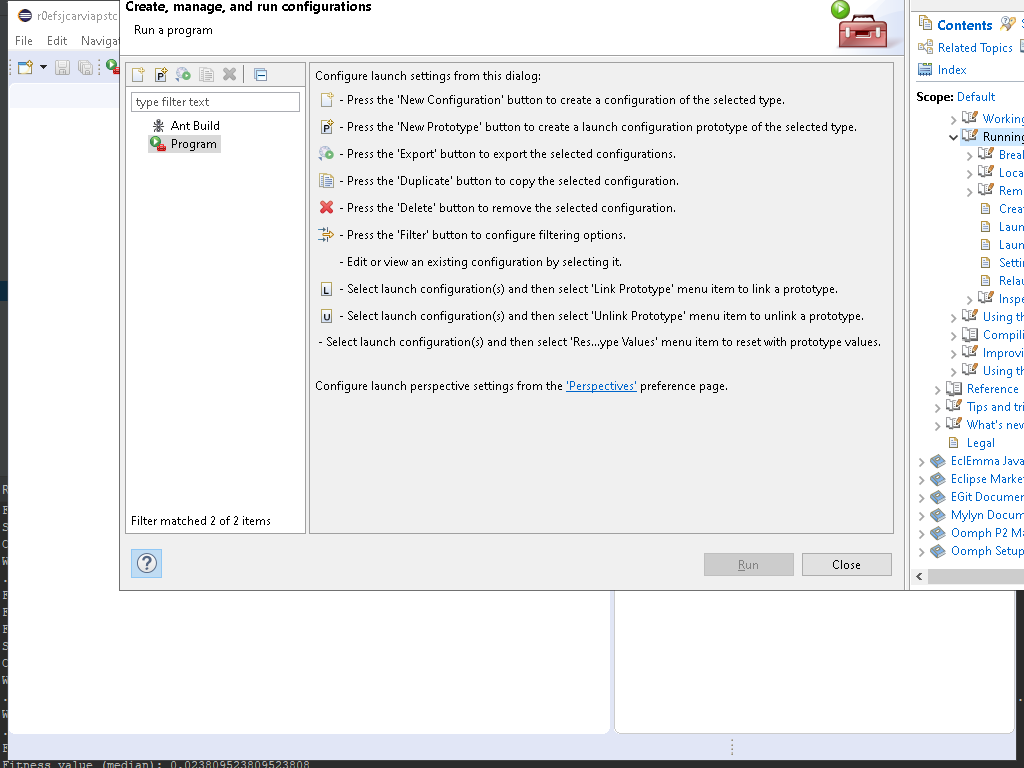 Create, manage, and run configurations
Run a program
r0efsjcarviapstc
File Edit Navigat
type filter text
Ant Build
Program
Filter matched 2 of 2 items
Configure launch settings from this dialog:
- Press the 'New Configuration' button to create a configuration of the selected type.
- Press the 'New Prototype' button to create a launch configuration prototype of the selected type.
- Press the 'Export' button to export the selected configurations.
- Press the 'Duplicate' button to copy the selected configuration.
- Press the 'Delete' button to remove the selected configuration.
- Press the 'Filter' button to configure filtering options.
- Edit or view an existing configuration by selecting it.
L - Select launch configuration(s) and then select 'Link Prototype' menu item to link a prototype.
U - Select launch configuration(s) and then select 'Unlink Prototype' menu item to unlink a prototype.
- Select launch configuration(s) and then select 'Res...ype Values' menu item to reset with prototype values.
Configure launch perspective settings from the 'Perspectives' preference page.
Run
Close
Contents
Related Topics
Index
Scope: Default
Working
Running
Break
Loca
Rem
Creat
Laun
Laun
Settin
Relau
Inspe
Using th
Compili
Improvi
Using th
Reference
Tips and tri
What's new
Legal
EclEmma Java
Eclipse Market
EGit Documen
Mylyn Docum
Oomph P2 Ma
Oomph Setup
Fitness value (median): 0.023809523809523808